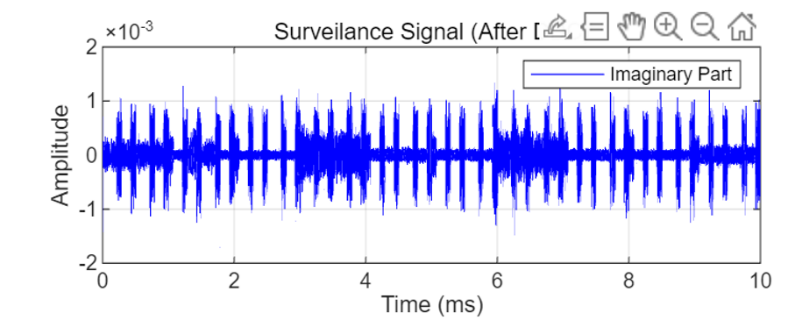 ×10⁻³
Surveilance Signal (After
2
1
0
-1
-2
Amplitude
Imaginary Part
0 2 4 6 8 10
Time (ms)